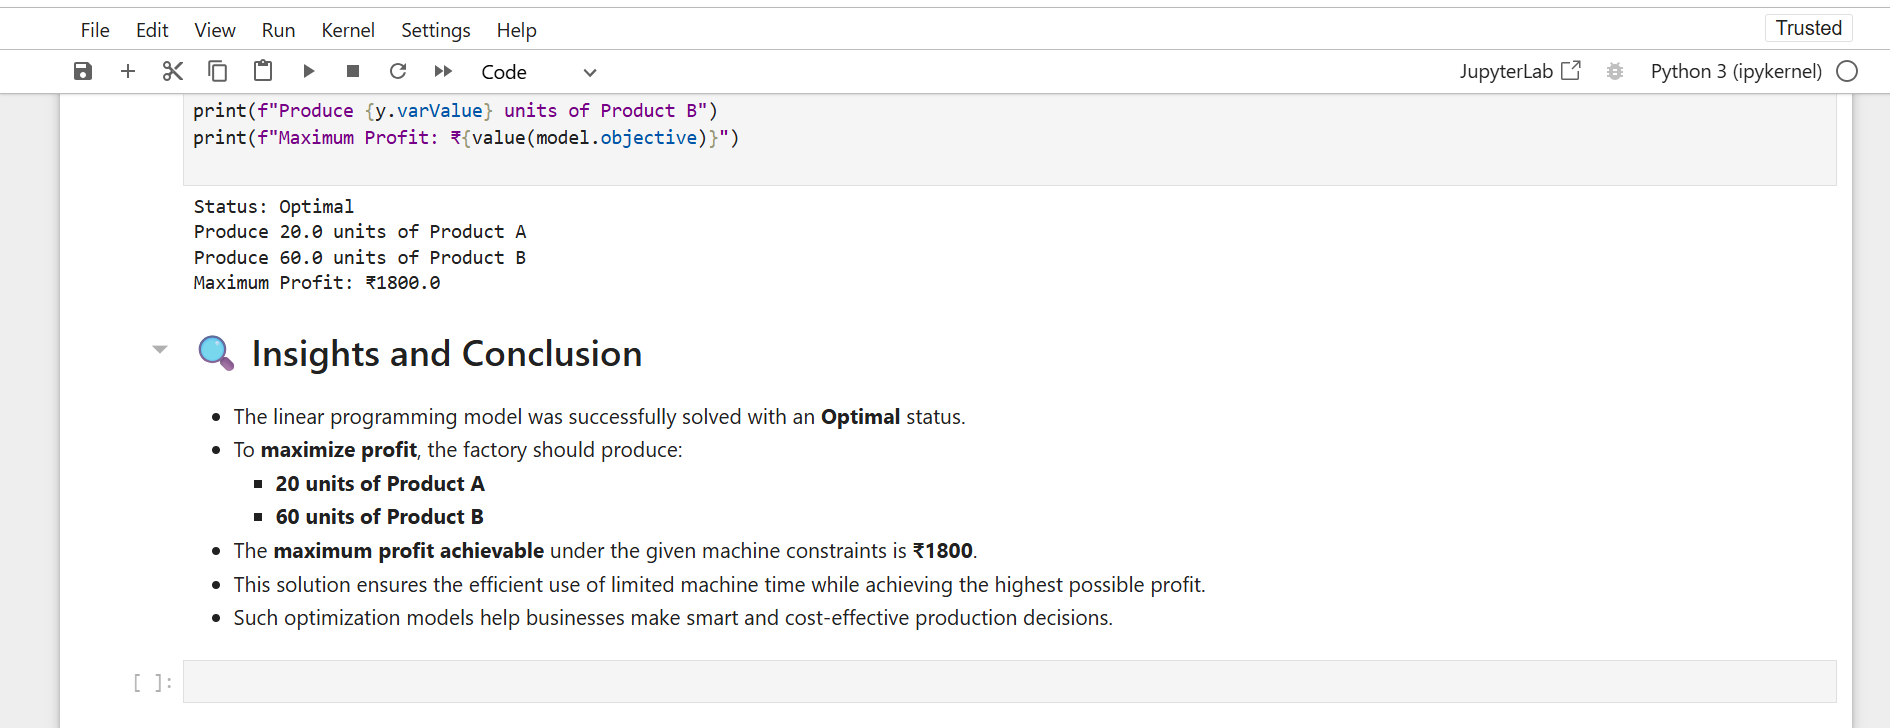 File Edit View Run Kernel Settings Help Trusted
Code JupyterLab Python 3 (ipykernel)
print(f"Produce {y.varValue} units of Product B")
print(f"Maximum Profit: ₹{value(model.objective)}")
Status: Optimal
Produce 20.0 units of Product A
Produce 60.0 units of Product B
Maximum Profit: ₹1800.0
🔍 Insights and Conclusion
• The linear programming model was successfully solved with an Optimal status.
• To maximize profit, the factory should produce:
▪ 20 units of Product A
▪ 60 units of Product B
• The maximum profit achievable under the given machine constraints is ₹1800.
• This solution ensures the efficient use of limited machine time while achieving the highest possible profit.
• Such optimization models help businesses make smart and cost-effective production decisions.
[ ]: